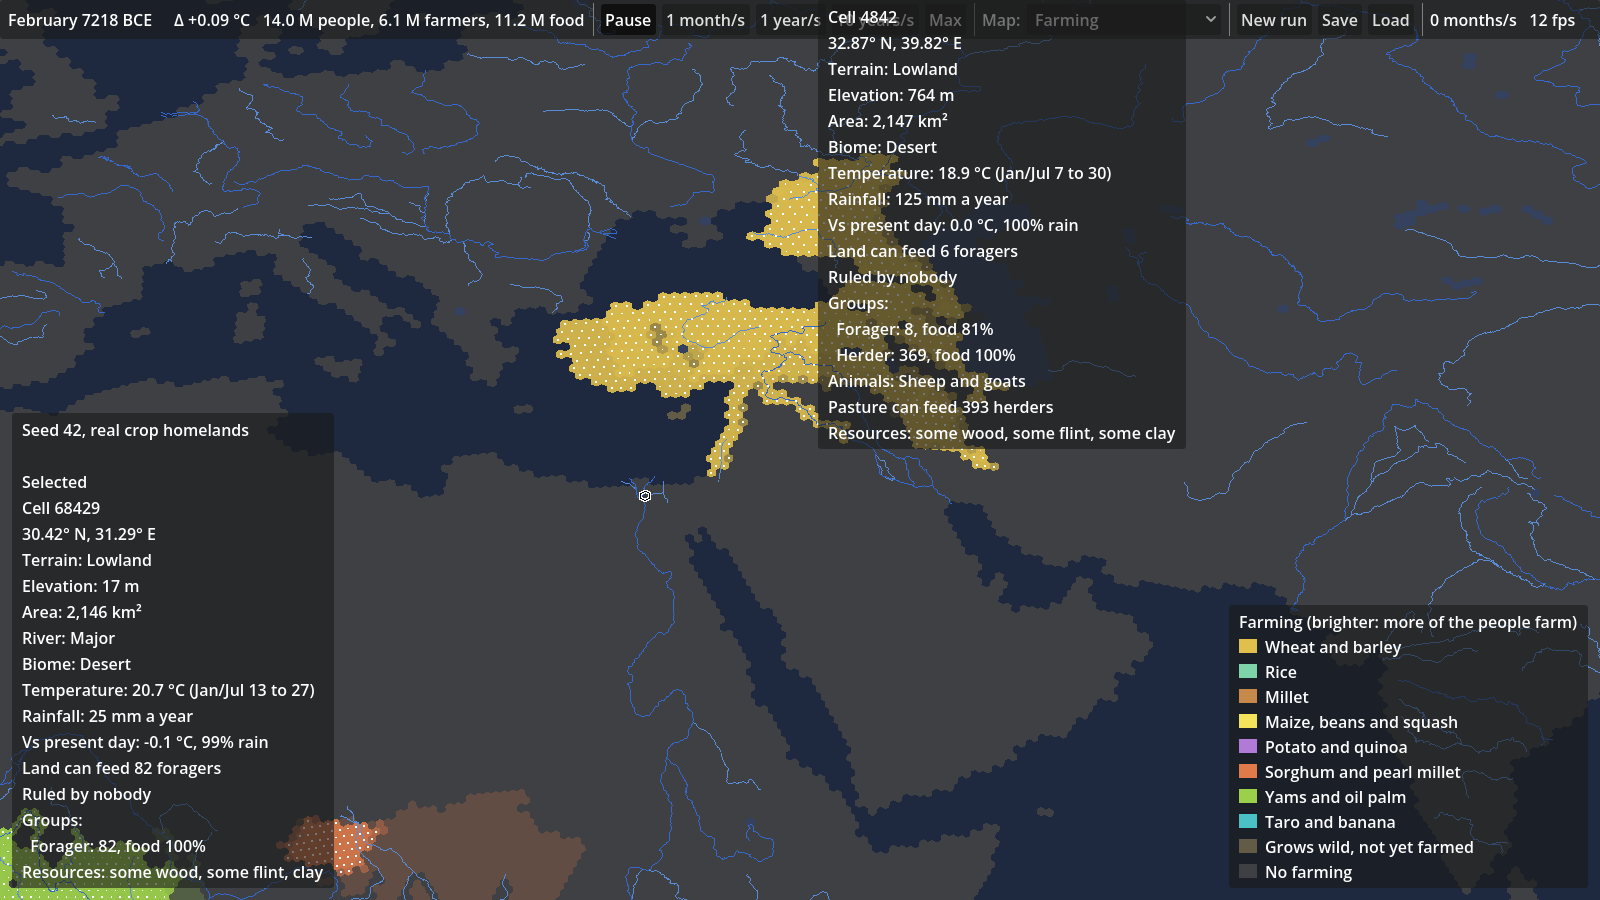 February 7218 BCE Δ +0.09 °C 14.0 M people, 6.1 M farmers, 11.2 M food Pause 1 month/s 1 year/s Max Map: Farming New run Save Load 0 months/s 12 fps
Cell 4842
32.87° N, 39.82° E
Terrain: Lowland
Elevation: 764 m
Area: 2,147 km²
Biome: Desert
Temperature: 18.9 °C (Jan/Jul 7 to 30)
Rainfall: 125 mm a year
Vs present day: 0.0 °C, 100% rain
Land can feed 6 foragers
Ruled by nobody
Groups:
Forager: 8, food 81%
Herder: 369, food 100%
Animals: Sheep and goats
Pasture can feed 393 herders
Resources: some wood, some flint, some clay
Seed 42, real crop homelands
Selected
Cell 68429
30.42° N, 31.29° E
Terrain: Lowland
Elevation: 17 m
Area: 2,146 km²
River: Major
Biome: Desert
Temperature: 20.7 °C (Jan/Jul 13 to 27)
Rainfall: 25 mm a year
Vs present day: -0.1 °C, 99% rain
Land can feed 82 foragers
Ruled by nobody
Groups:
Forager: 82, food 100%
Resources: some wood, some flint, clay
Farming (brighter: more of the people farm)
Wheat and barley
Rice
Millet
Maize, beans and squash
Potato and quinoa
Sorghum and pearl millet
Yams and oil palm
Taro and banana
Grows wild, not yet farmed
No farming